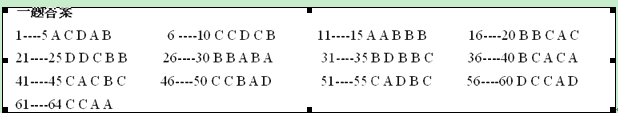 一题答案
1----5 A C D A B 6 ----10 C C D C B 11----15 A A B B B 16----20 B B C A C
21----25 D D C B B 26----30 B B A B A 31----35 B D B B C 36----40 B C A C A
41----45 C A C B C 46----50 C C B A D 51----55 C A D B C 56----60 D C C A D
61----64 C C A A